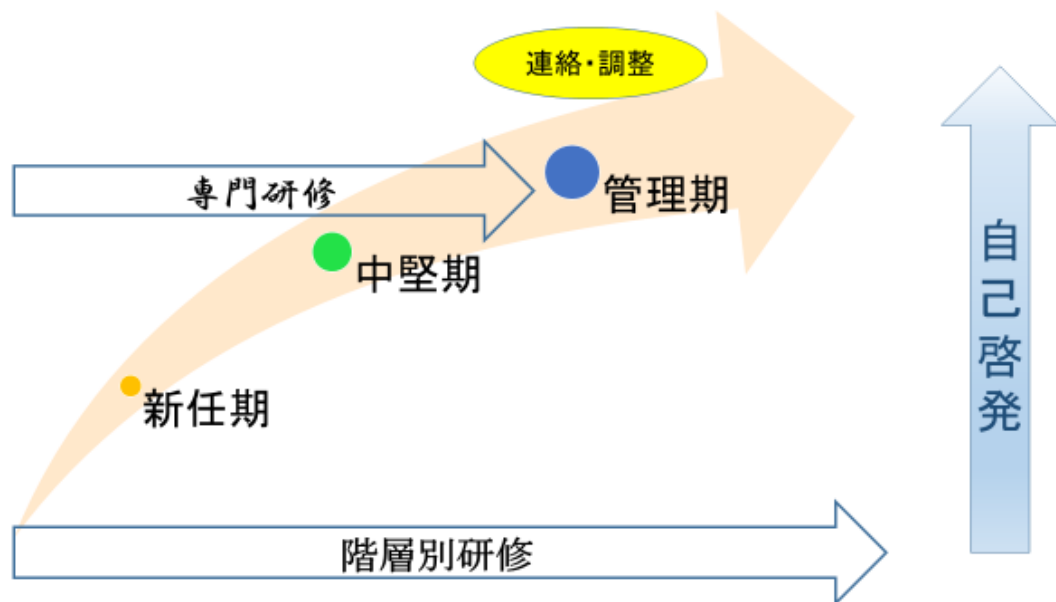 連絡・調整
専門研修
管理期
中堅期
新任期
階層別研修
自己啓発